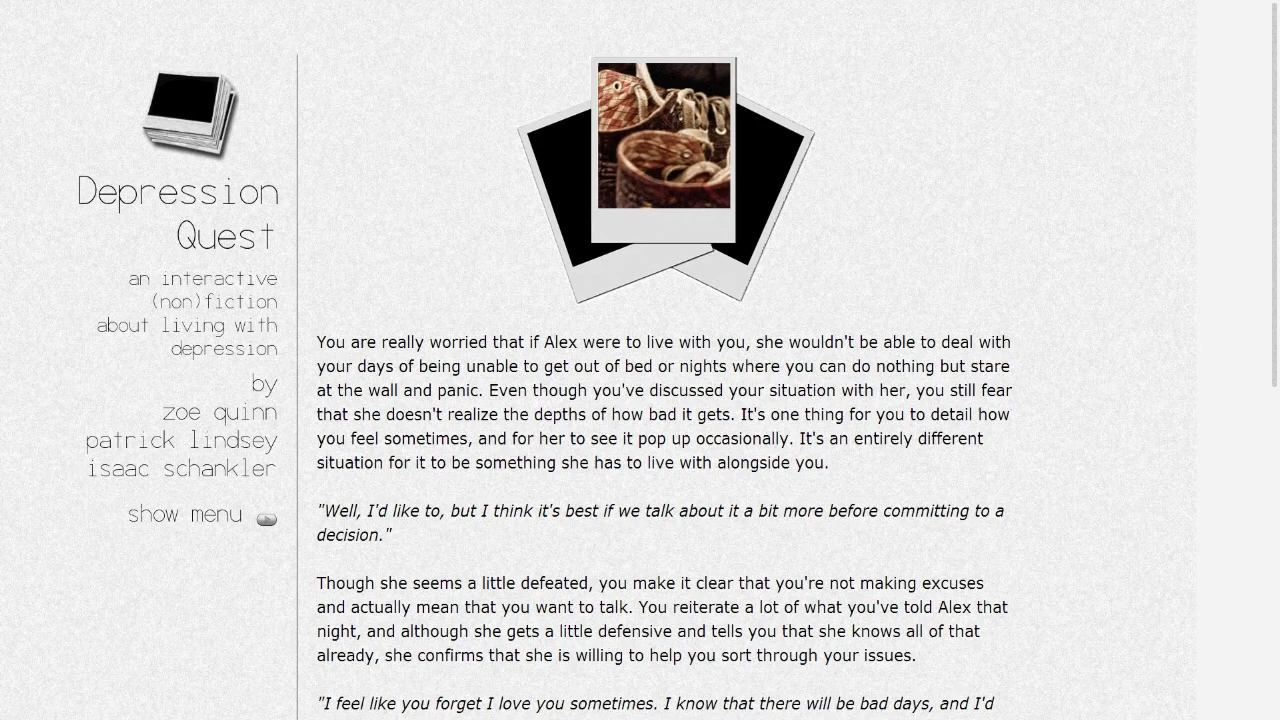 Depression
Quest
an interactive
(non)fiction
about living with
depression
by
zoe quinn
patrick lindsey
isaac schankler
show menu
You are really worried that if Alex were to live with you, she wouldn't be able to deal with
your days of being unable to get out of bed or nights where you can do nothing but stare
at the wall and panic. Even though you've discussed your situation with her, you still fear
that she doesn't realize the depths of how bad it gets. It's one thing for you to detail how
you feel sometimes, and for her to see it pop up occasionally. It's an entirely different
situation for it to be something she has to live with alongside you.
"Well, I'd like to, but I think it's best if we talk about it a bit more before committing to a
decision."
Though she seems a little defeated, you make it clear that you're not making excuses
and actually mean that you want to talk. You reiterate a lot of what you've told Alex that
night, and although she gets a little defensive and tells you that she knows all of that
already, she confirms that she is willing to help you sort through your issues.
"I feel like you forget I love you sometimes. I know that there will be bad days, and I'd